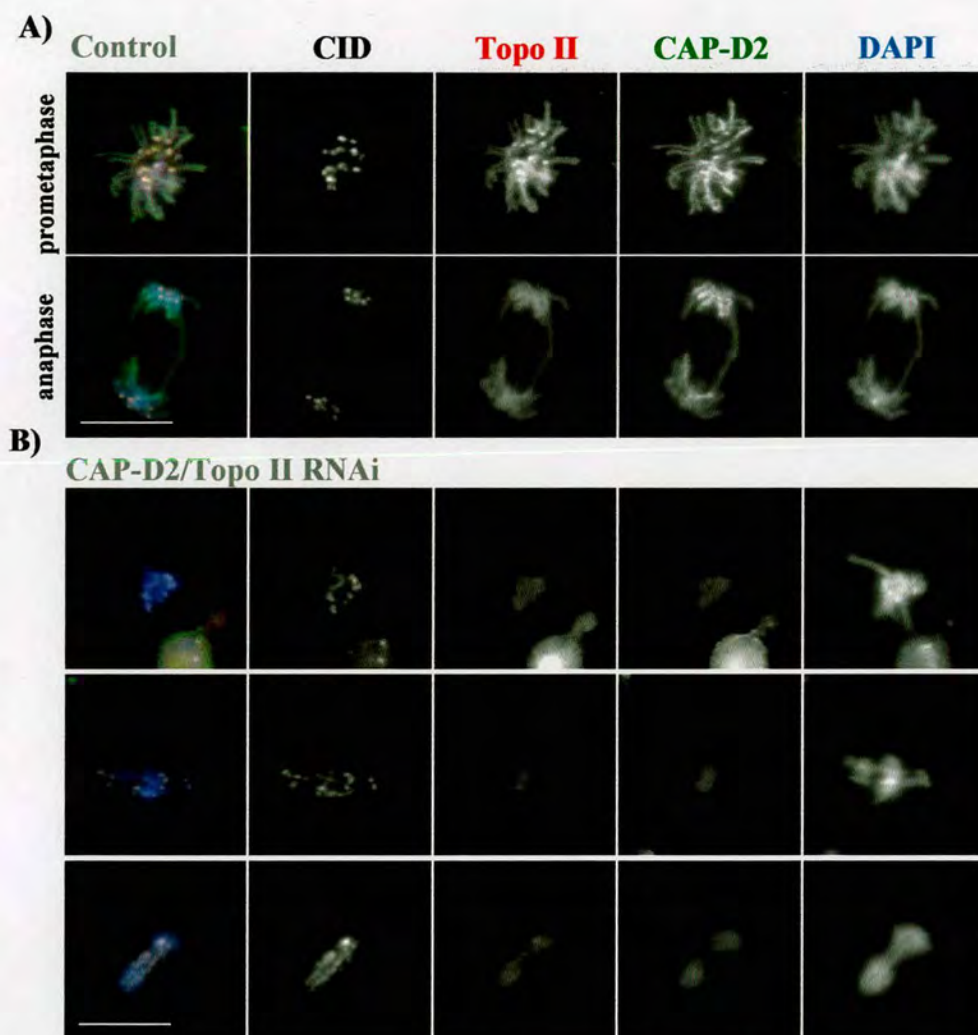 A)
Control CID Topo II CAP-D2 DAPI
prometaphase
anaphase
B)
CAP-D2/Topo II RNAi